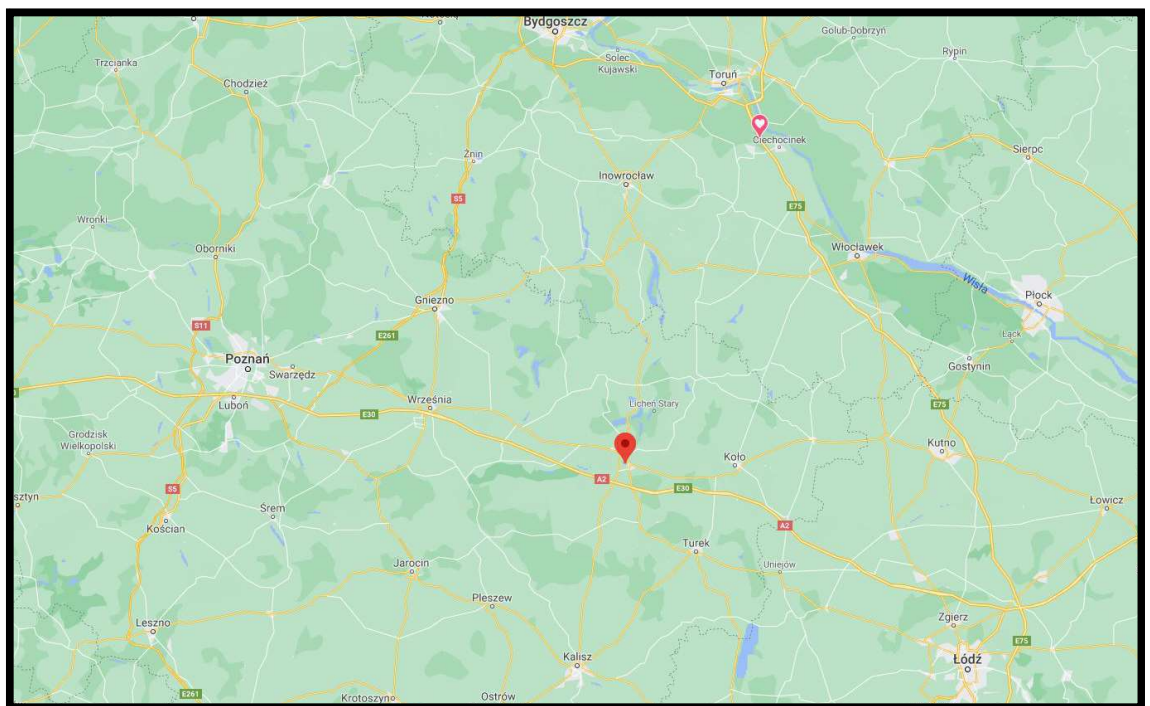 Bydgoszcz
Golub-Dobrzyń
Solec
Kujawski
Rypin
Trzcianka
Toruń
Chodzież
Ciechocinek
Sierpc
Żnin
Inowrocław
S5
E75
Wronki
Oborniki
Włocławek
Wisła
Płock
Gniezno
S11
E261
Łąck
Poznań
Swarzędz
Gostynin
Września
Licheń Stary
E75
Luboń
E30
Grodzisk
Wielkopolski
Kutno
Koło
A2
E30
S5
Łowicz
Śrem
Kościan
A2
Turek
Uniejów
Jarocin
Pleszew
Leszno
Zgierz
E75
Kalisz
Łódź
E261
Krotoszyn
Ostrów